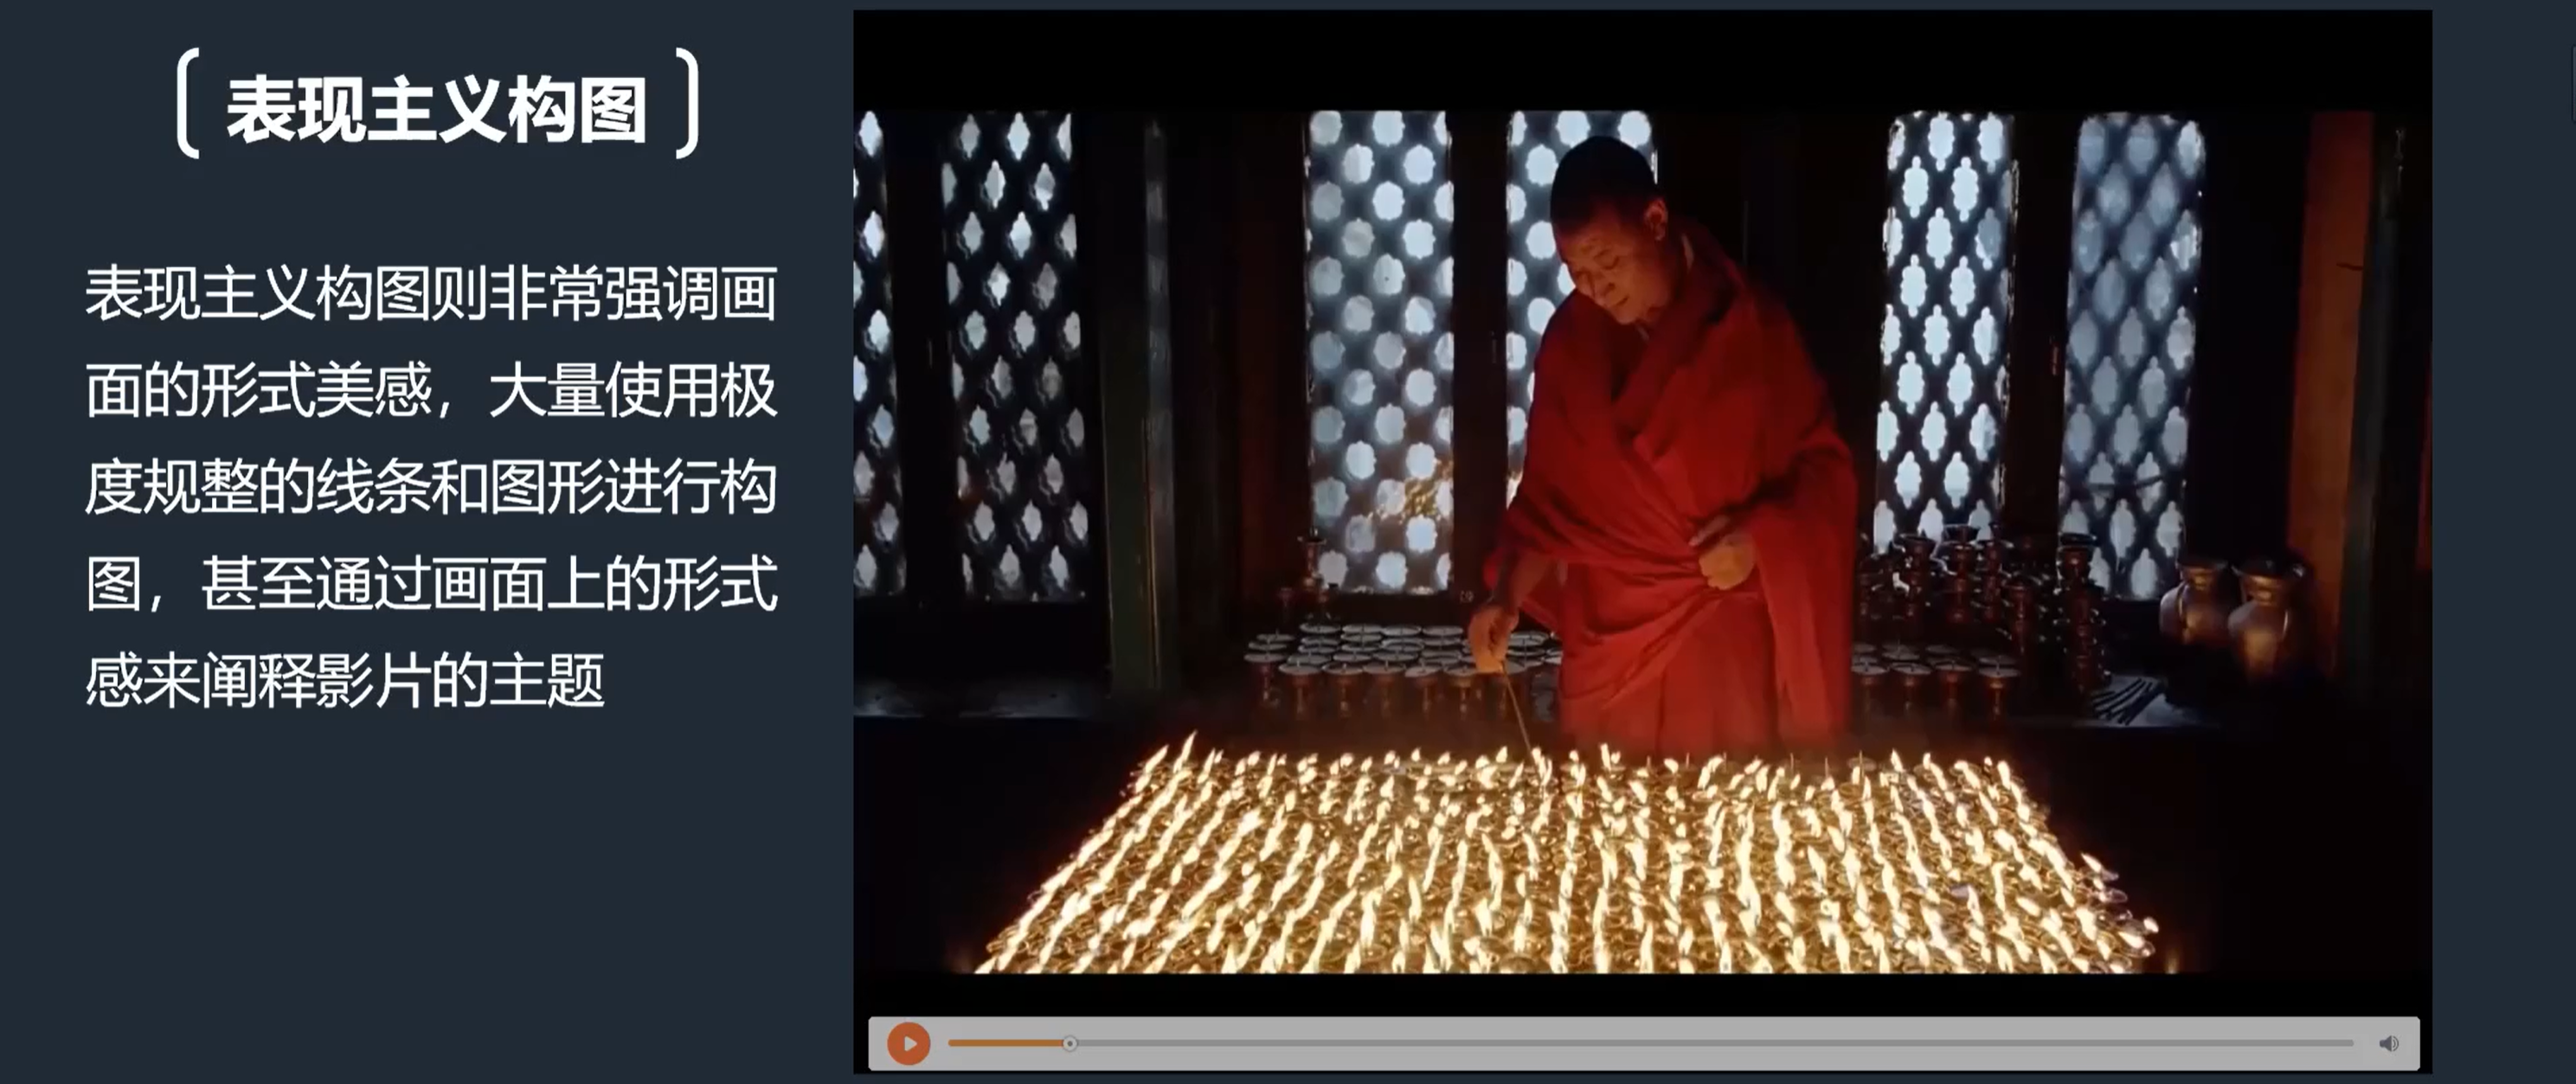 表现主义构图
表现主义构图则非常强调画
面的形式美感，大量使用极
度规整的线条和图形进行构
图，甚至通过画面上的形式
感来阐释影片的主题